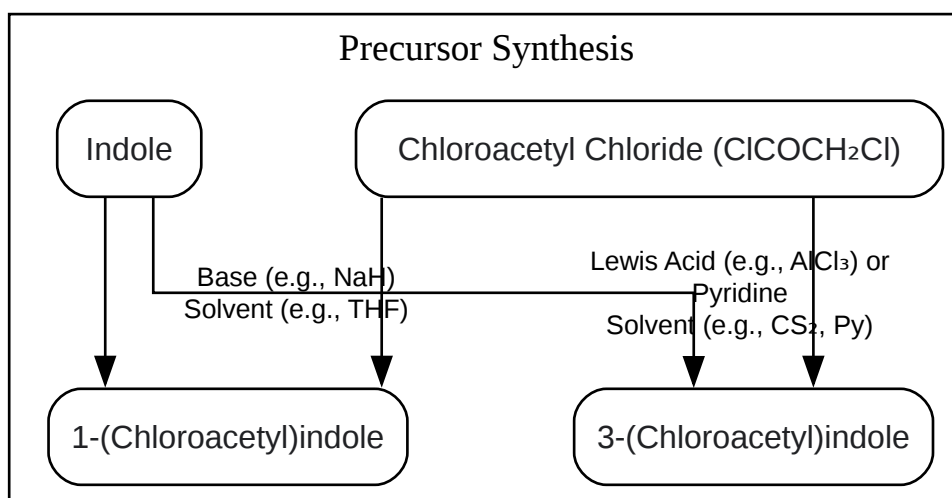 Precursor Synthesis
Indole
Chloroacetyl Chloride (ClCOCH₂Cl)
Base (e.g., NaH)
Solvent (e.g., THF)
Lewis Acid (e.g., AlCl₃) or
Pyridine
Solvent (e.g., CS₂, Py)
1-(Chloroacetyl)indole
3-(Chloroacetyl)indole